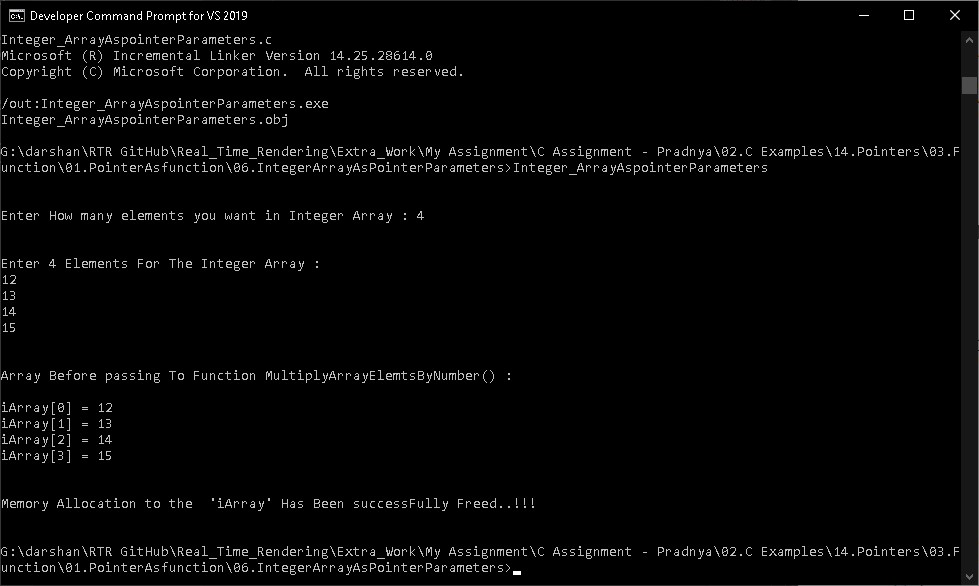 Developer Command Prompt for VS 2019
Integer_ArrayAspointerParameters.c
Microsoft (R) Incremental Linker Version 14.25.28614.0
Copyright (C) Microsoft Corporation.  All rights reserved.
/out:Integer_ArrayAspointerParameters.exe
Integer_ArrayAspointerParameters.obj
G:\darshan\RTR GitHub\Real_Time_Rendering\Extra_Work\My Assignment\C Assignment - Pradnya\02.C Examples\14.Pointers\03.F
unction\01.PointerAsfunction\06.IntegerArrayAsPointerParameters>Integer_ArrayAspointerParameters
Enter How many elements you want in Integer Array : 4
Enter 4 Elements For The Integer Array :
12
13
14
15
Array Before passing To Function MultiplyArrayElemtsByNumber() :
iArray[0] = 12
iArray[1] = 13
iArray[2] = 14
iArray[3] = 15
Memory Allocation to the  'iArray' Has Been successFully Freed..!!!
G:\darshan\RTR GitHub\Real_Time_Rendering\Extra_Work\My Assignment\C Assignment - Pradnya\02.C Examples\14.Pointers\03.F
unction\01.PointerAsfunction\06.IntegerArrayAsPointerParameters>